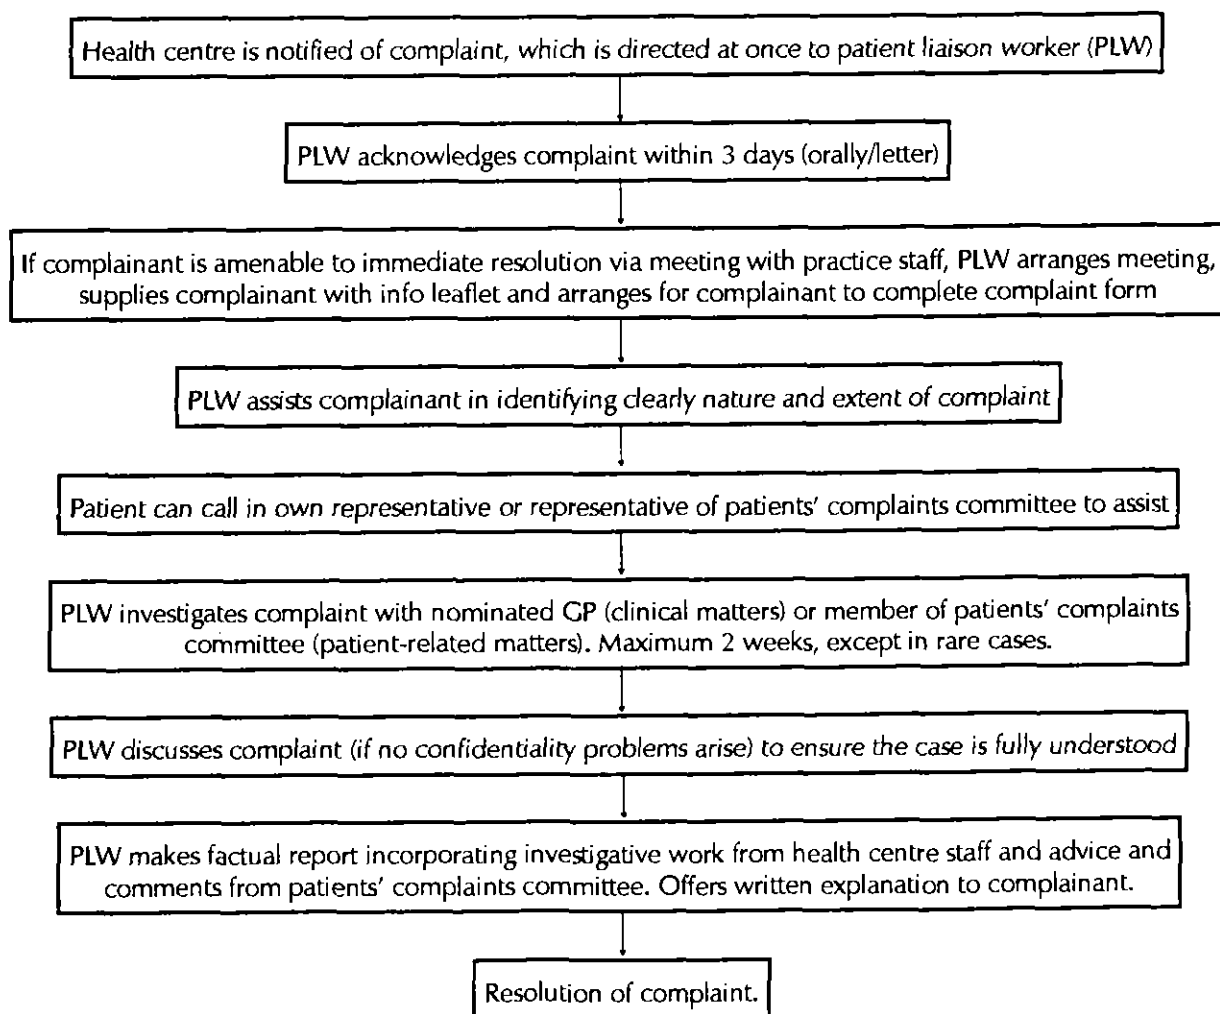 Health centre is notified of complaint, which is directed at once to patient liaison worker (PLW)
PLW acknowledges complaint within 3 days (orally/letter)
If complainant is amenable to immediate resolution via meeting with practice staff, PLW arranges meeting,
supplies complainant with info leaflet and arranges for complainant to complete complaint form
PLW assists complainant in identifying clearly nature and extent of complaint
Patient can call in own representative or representative of patients' complaints committee to assist
PLW investigates complaint with nominated GP (clinical matters) or member of patients' complaints
committee (patient-related matters). Maximum 2 weeks, except in rare cases.
PLW discusses complaint (if no confidentiality problems arise) to ensure the case is fully understood
PLW makes factual report incorporating investigative work from health centre staff and advice and
comments from patients' complaints committee. Offers written explanation to complainant.
Resolution of complaint.